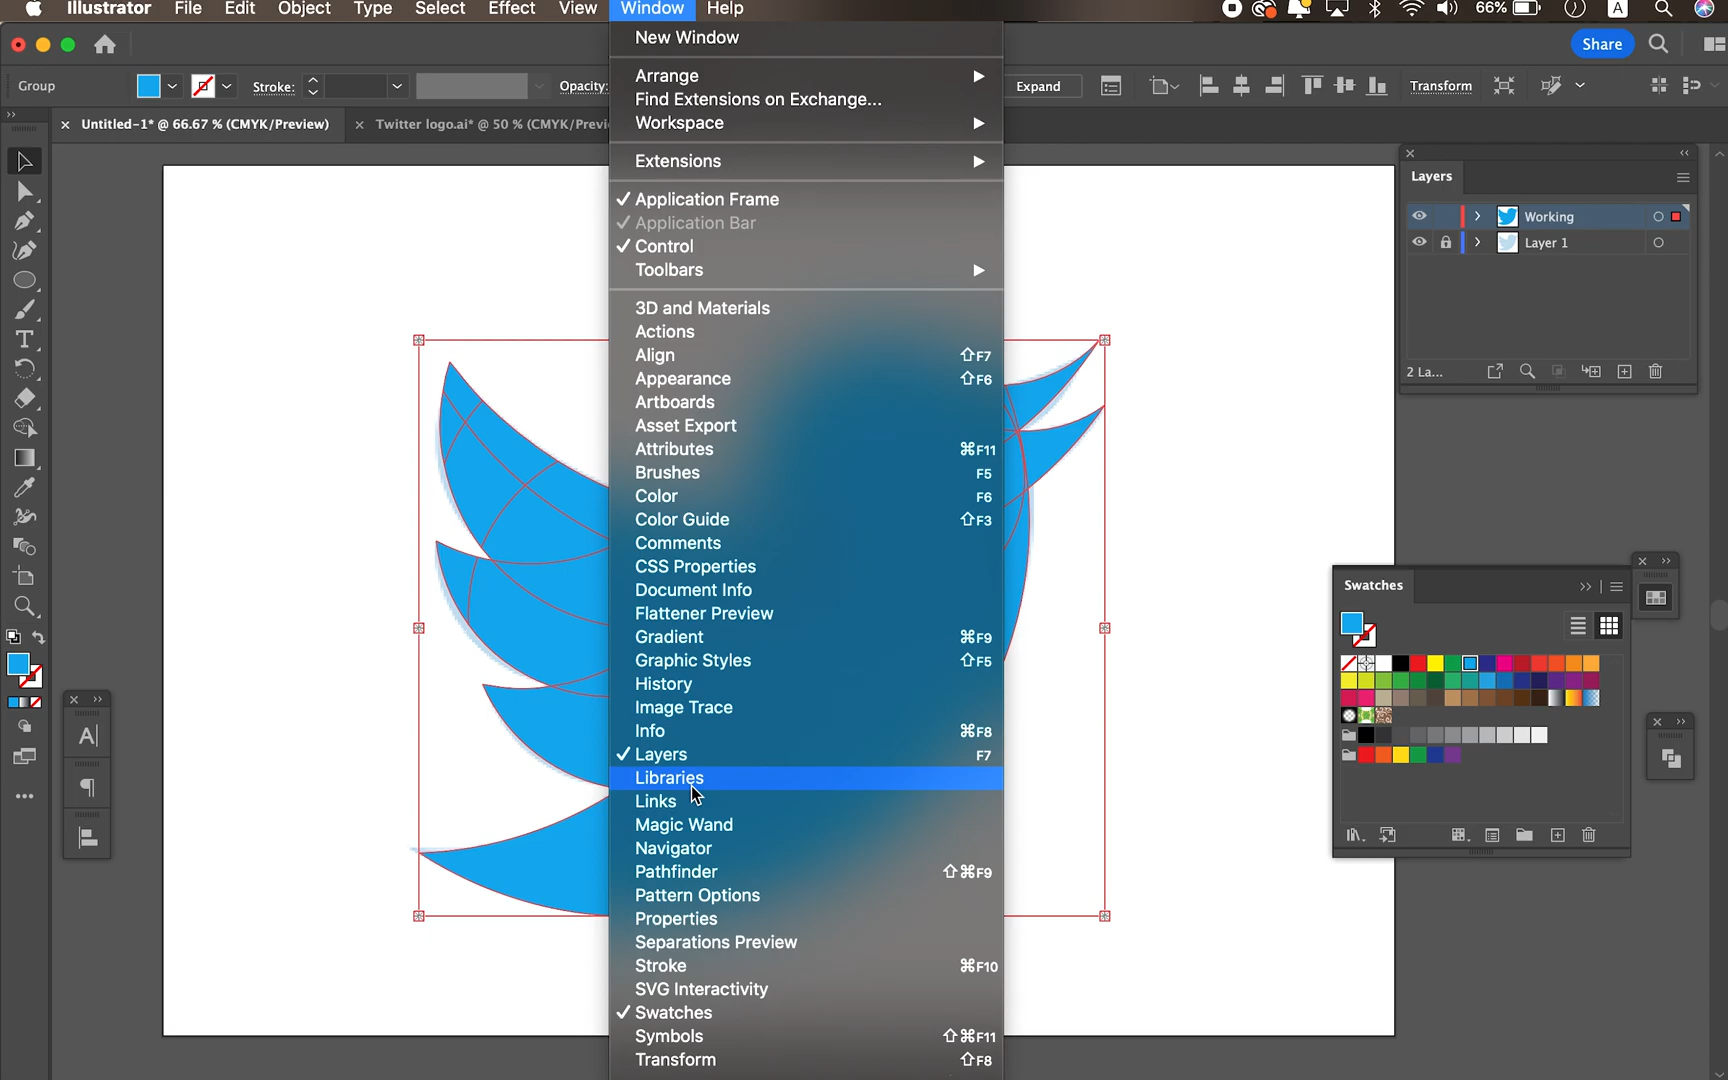 Illustrator File Edit Object Type Select Effect View Window Help 66% A
Share
Group Stroke: Opacity: Expand Transform
Untitled-1* @ 66.67 % (CMYK/Preview) Twitter logo.ai* @ 50 % (CMYK/Previ
New Window
Arrange
Find Extensions on Exchange...
Workspace
Extensions
Application Frame
Application Bar
Control
Toolbars
3D and Materials
Actions
Align ⇧F7
Appearance ⇧F6
Artboards
Asset Export
Attributes ⌘F11
Brushes F5
Color F6
Color Guide ⇧F3
Comments
CSS Properties
Document Info
Flattener Preview
Gradient ⌘F9
Graphic Styles ⇧F5
History
Image Trace
Info ⌘F8
Layers F7
Libraries
Links
Magic Wand
Navigator
Pathfinder ⇧⌘F9
Pattern Options
Properties
Separations Preview
Stroke ⌘F10
SVG Interactivity
Swatches
Symbols ⇧⌘F11
Transform ⇧F8
Layers
Working
Layer 1
2 La...
Swatches